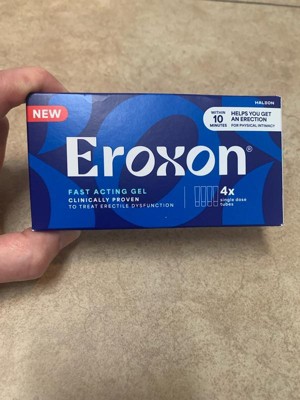 HALEON
NEW
WITHIN
10
MINUTES
HELPS YOU GET
AN ERECTION
FOR PHYSICAL INTIMACY
Eroxon®
FAST ACTING GEL
CLINICALLY PROVEN
TO TREAT ERECTILE DYSFUNCTION
4x
single dose
tubes